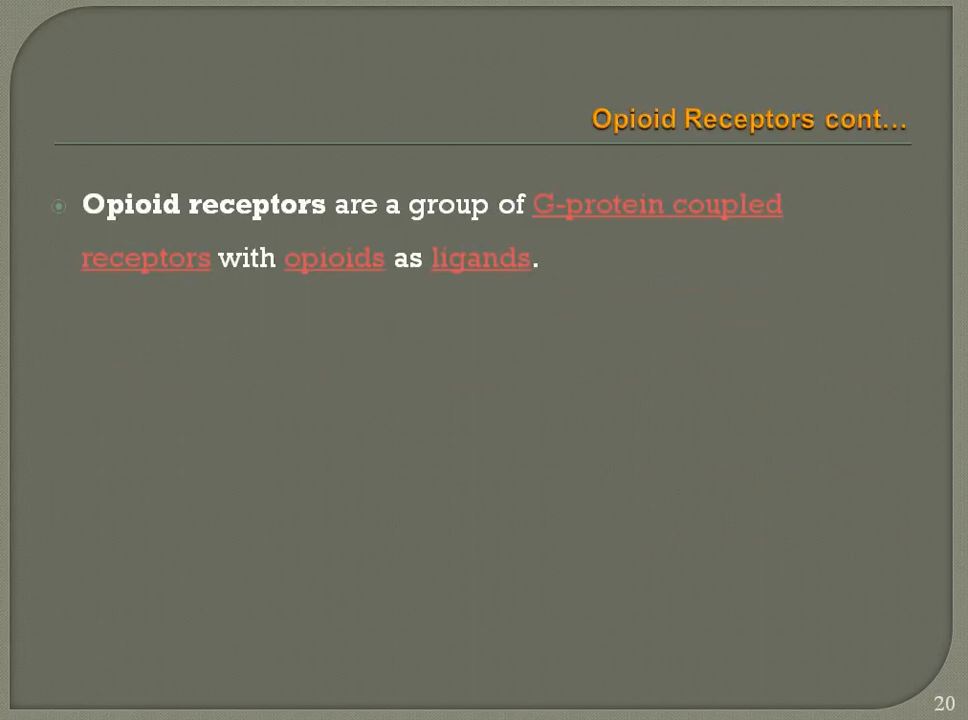 Opioid Receptors cont...
Opioid receptors are a group of G-protein coupled
receptors with opioids as ligands.
20